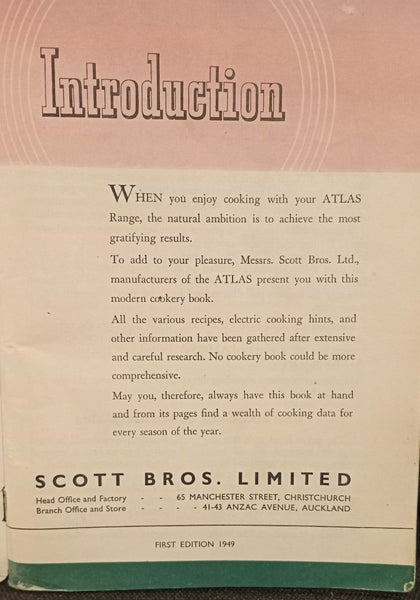 Introduction
WHEN you enjoy cooking with your ATLAS
Range, the natural ambition is to achieve the most
gratifying results.
To add to your pleasure, Messrs. Scott Bros. Ltd.,
manufacturers of the ATLAS present you with this
modern cookery book.
All the various recipes, electric cooking hints, and
other information have been gathered after extensive
and careful research. No cookery book could be more
comprehensive.
May you, therefore, always have this book at hand
and from its pages find a wealth of cooking data for
every season of the year.
SCOTT BROS. LIMITED
Head Office and Factory - - 65 MANCHESTER STREET, CHRISTCHURCH
Branch Office and Store - - - - 41-43 ANZAC AVENUE, AUCKLAND
FIRST EDITION 1949